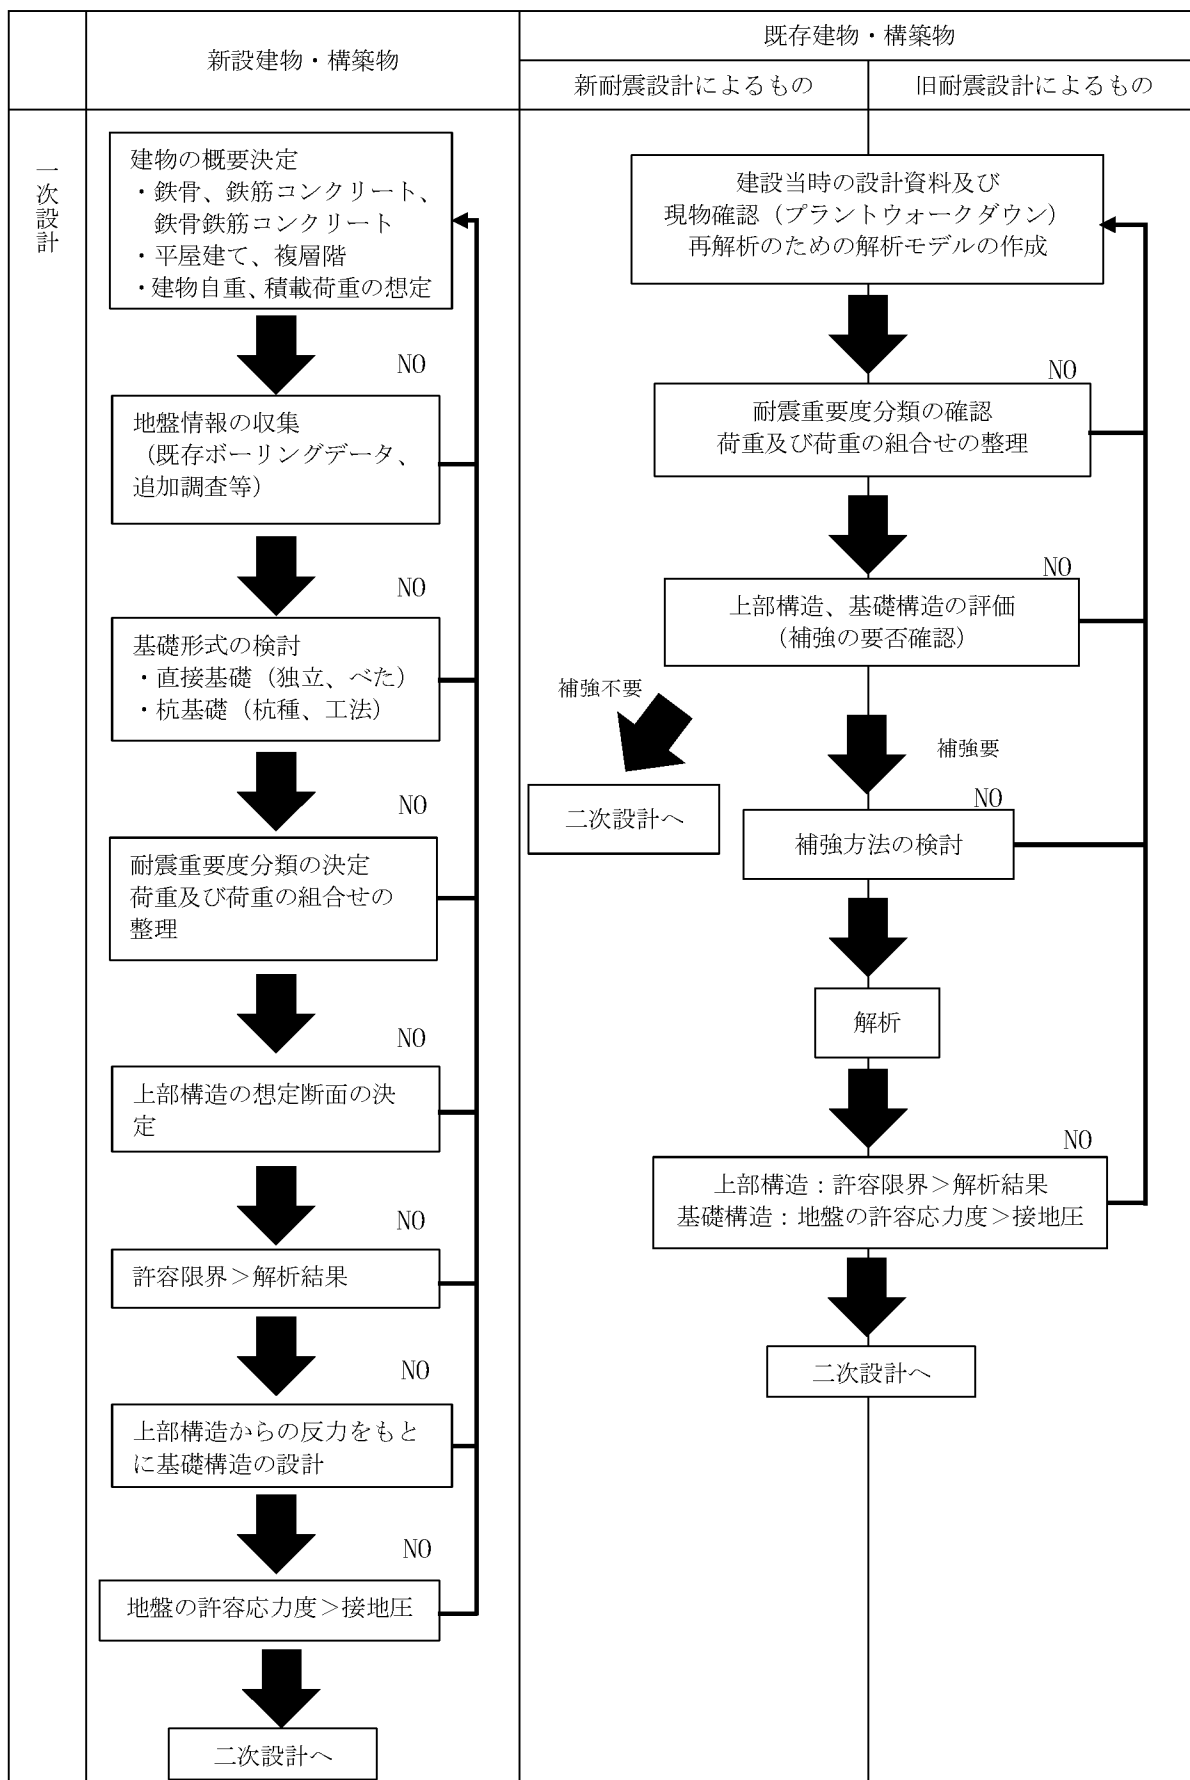 新設建物・構築物
既存建物・構築物
新耐震設計によるもの
旧耐震設計によるもの
一次設計
建物の概要決定
・鉄骨、鉄筋コンクリート、
鉄骨鉄筋コンクリート
・平屋建て、複層階
・建物自重、積載荷重の想定
NO
地盤情報の収集
（既存ボーリングデータ、
追加調査等）
NO
基礎形式の検討
・直接基礎（独立、べた）
・杭基礎（杭種、工法）
NO
耐震重要度分類の決定
荷重及び荷重の組合せの
整理
NO
上部構造の想定断面の決
定
NO
許容限界＞解析結果
NO
上部構造からの反力をもと
に基礎構造の設計
NO
地盤の許容応力度＞接地圧
二次設計へ
建設当時の設計資料及び
現物確認（プラントウォークダウン）
再解析のための解析モデルの作成
NO
耐震重要度分類の確認
荷重及び荷重の組合せの整理
NO
上部構造、基礎構造の評価
（補強の要否確認）
補強不要
二次設計へ
補強要
NO
補強方法の検討
解析
NO
上部構造：許容限界＞解析結果
基礎構造：地盤の許容応力度＞接地圧
二次設計へ